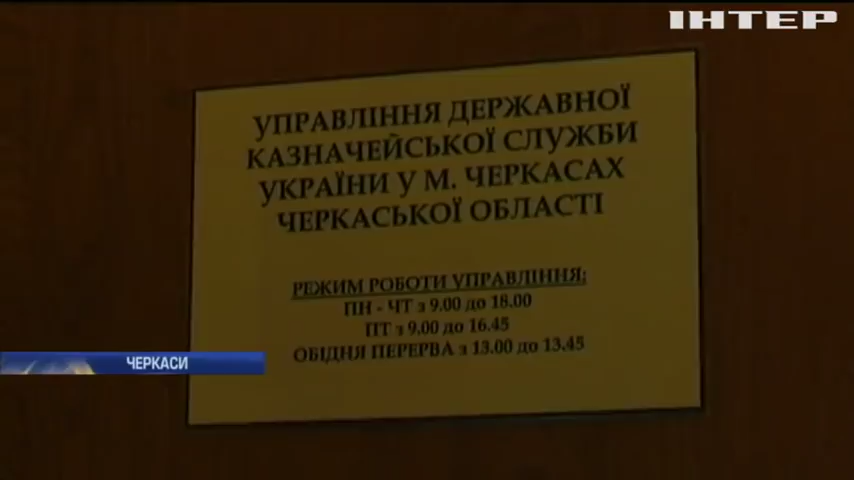 ІНТЕР
УПРАВЛІННЯ ДЕРЖАВНОЇ
КАЗНАЧЕЙСЬКОЇ СЛУЖБИ
УКРАЇНИ У М. ЧЕРКАСАХ
ЧЕРКАСЬКОЇ ОБЛАСТІ
РЕЖИМ РОБОТИ УПРАВЛІННЯ:
ПН - ЧТ з 9.00 до 18.00
ПТ з 9.00 до 16.45
ОБІДНЯ ПЕРЕРВА з 13.00 до 13.45
ЧЕРКАСИ